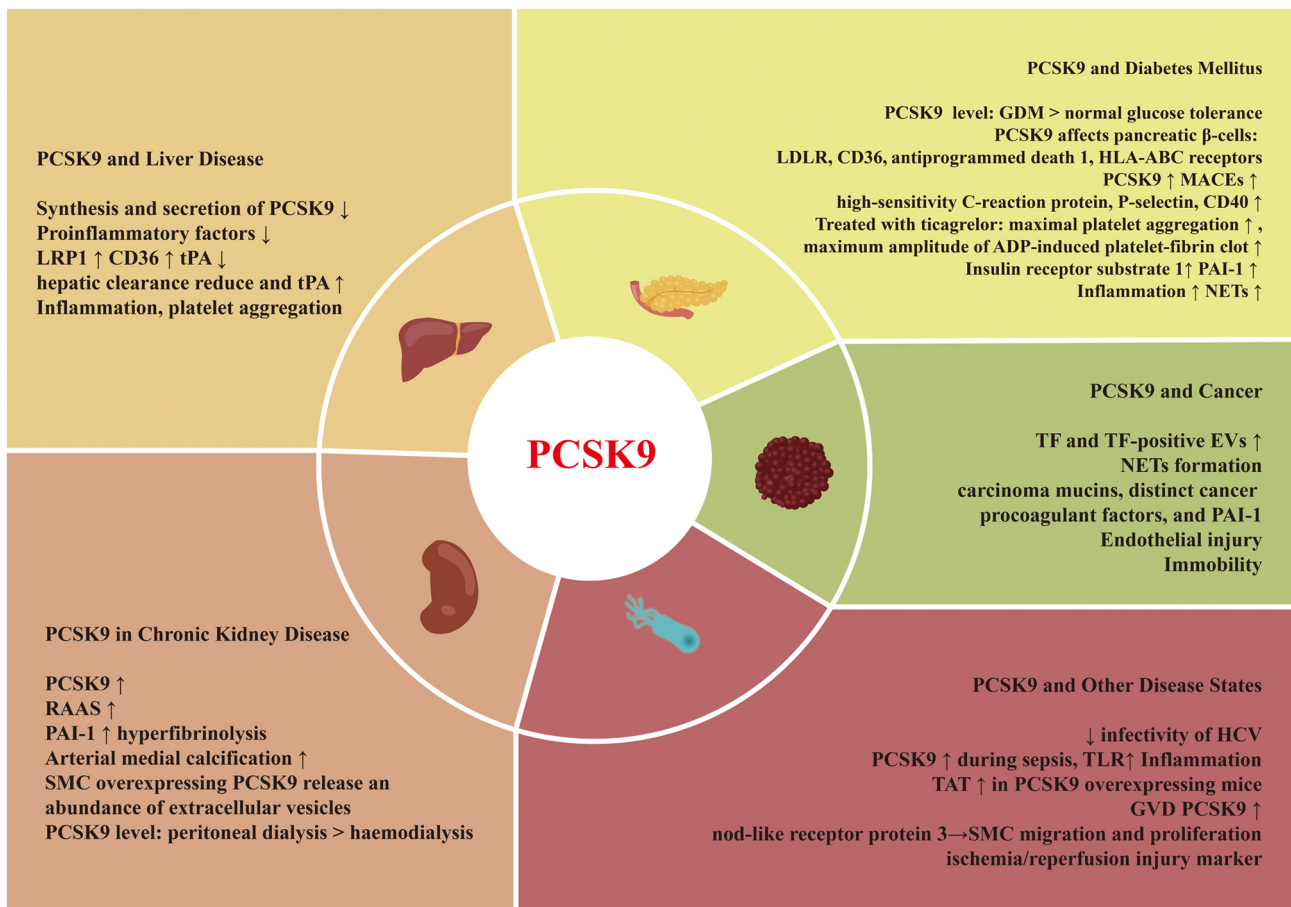 PCSK9 and Liver Disease
Synthesis and secretion of PCSK9 ↓
Proinflammatory factors ↓
LRP1 ↑ CD36 ↑ tPA ↓
hepatic clearance reduce and tPA ↑
Inflammation, platelet aggregation
PCSK9 and Diabetes Mellitus
PCSK9 level: GDM > normal glucose tolerance
PCSK9 affects pancreatic β-cells:
LDLR, CD36, antiprogrammed death 1, HLA-ABC receptors
PCSK9 ↑ MACEs ↑
high-sensitivity C-reaction protein, P-selectin, CD40 ↑
Treated with ticagrelor: maximal platelet aggregation ↑ ,
maximum amplitude of ADP-induced platelet-fibrin clot ↑
Insulin receptor substrate 1↑ PAI-1 ↑
Inflammation ↑ NETs ↑
PCSK9
PCSK9 and Cancer
TF and TF-positive EVs ↑
NETs formation
carcinoma mucins, distinct cancer
procoagulant factors, and PAI-1
Endothelial injury
Immobility
PCSK9 in Chronic Kidney Disease
PCSK9 ↑
RAAS ↑
PAI-1 ↑ hyperfibrinolysis
Arterial medial calcification ↑
SMC overexpressing PCSK9 release an
abundance of extracellular vesicles
PCSK9 level: peritoneal dialysis > haemodialysis
PCSK9 and Other Disease States
↓ infectivity of HCV
PCSK9 ↑ during sepsis, TLR↑ Inflammation
TAT ↑ in PCSK9 overexpressing mice
GVD PCSK9 ↑
nod-like receptor protein 3→SMC migration and proliferation
ischemia/reperfusion injury marker